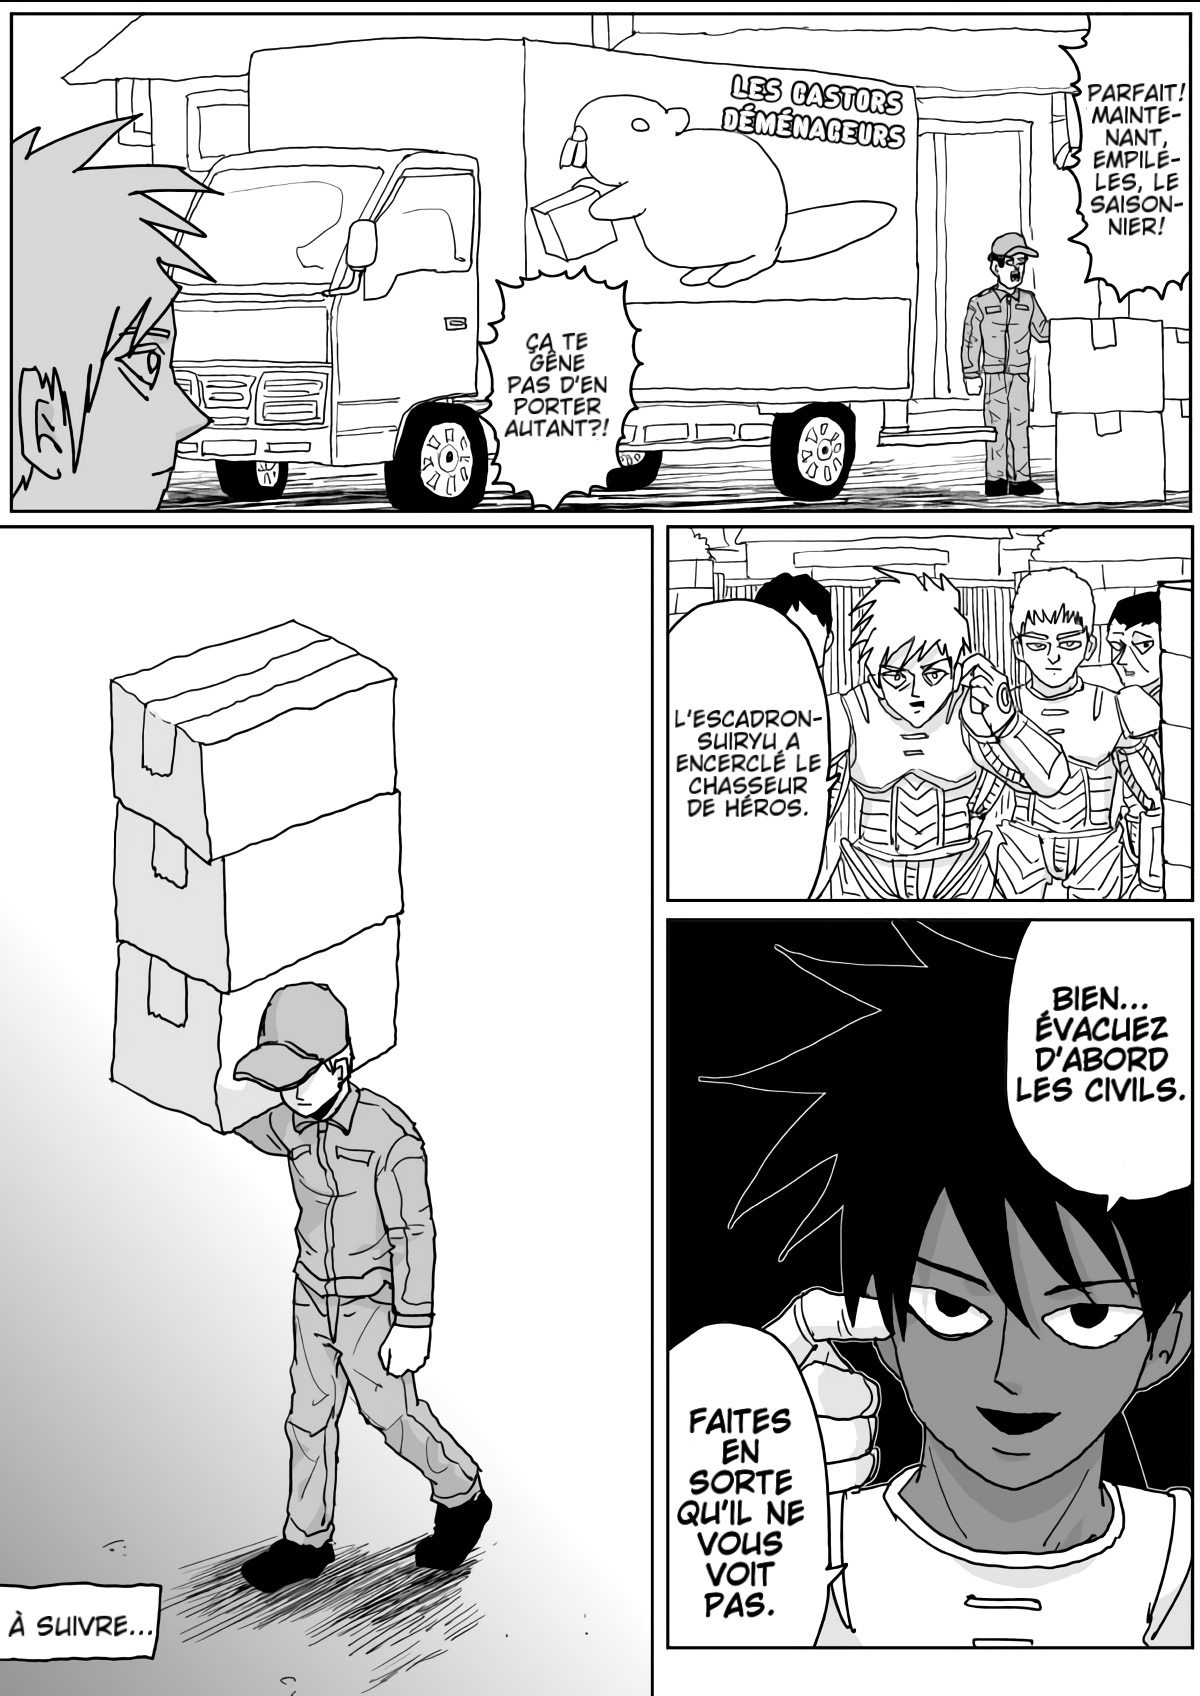 LES CASTORS
DÉMÉNAGEURS
PARFAIT!
MAINTE-
NANT,
EMPILE-
LES, LE
SAISON-
NIER!
ÇA TE
GÊNE
PAS D'EN
PORTER
AUTANT?!
L'ESCADRON-
SUIRYU A
ENCERCLÉ LE
CHASSEUR
DE HÉROS.
BIEN...
ÉVACUEZ
D'ABORD
LES CIVILS.
FAITES
EN
SORTE
QU'IL NE
VOUS
VOIT
PAS.
À SUIVRE...